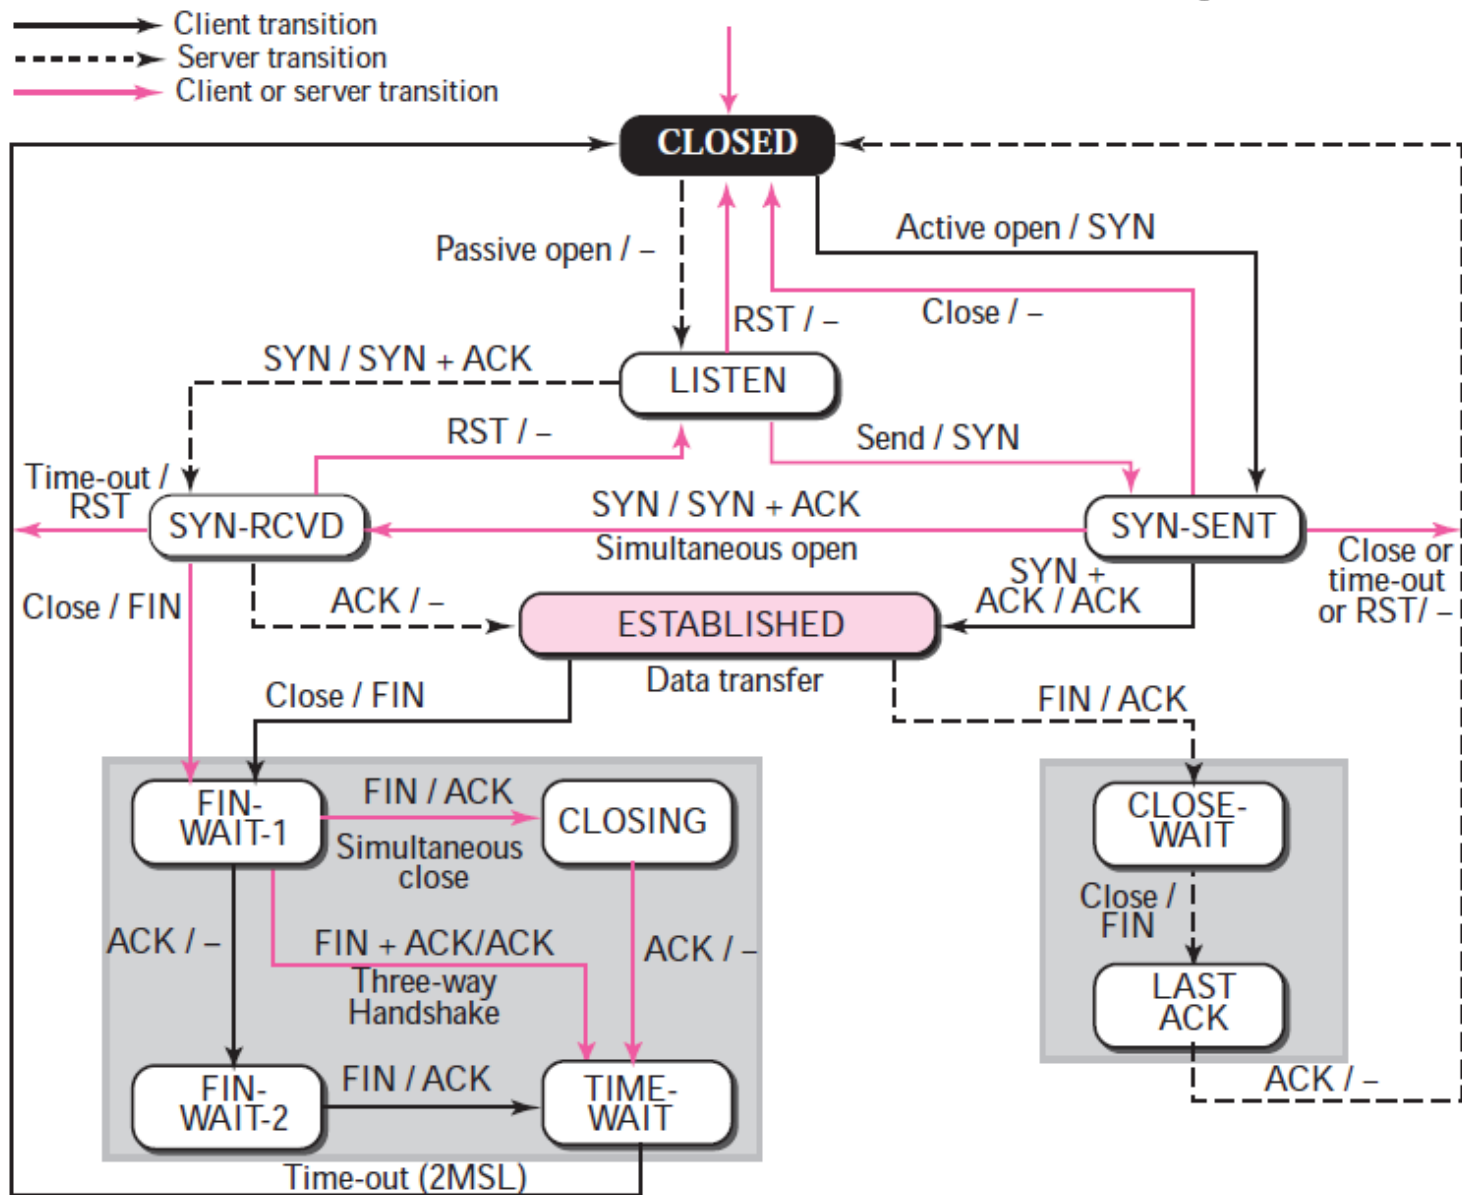 Client transition
Server transition
Client or server transition
CLOSED
Active open / SYN
Passive open / –
RST / –
Close / –
SYN / SYN + ACK
LISTEN
RST / –
Send / SYN
Time-out /
RST
SYN-RCVD
SYN / SYN + ACK
Simultaneous open
SYN-SENT
Close or
time-out
or RST/ –
Close / FIN
ACK / –
SYN +
ACK / ACK
ESTABLISHED
Data transfer
Close / FIN
FIN / ACK
FIN-
WAIT-1
FIN / ACK
Simultaneous
close
CLOSING
CLOSE-
WAIT
Close /
FIN
ACK / –
FIN + ACK/ACK
Three-way
Handshake
ACK / –
LAST
ACK
FIN-
WAIT-2
FIN / ACK
TIME-
WAIT
ACK / –
Time-out (2MSL)